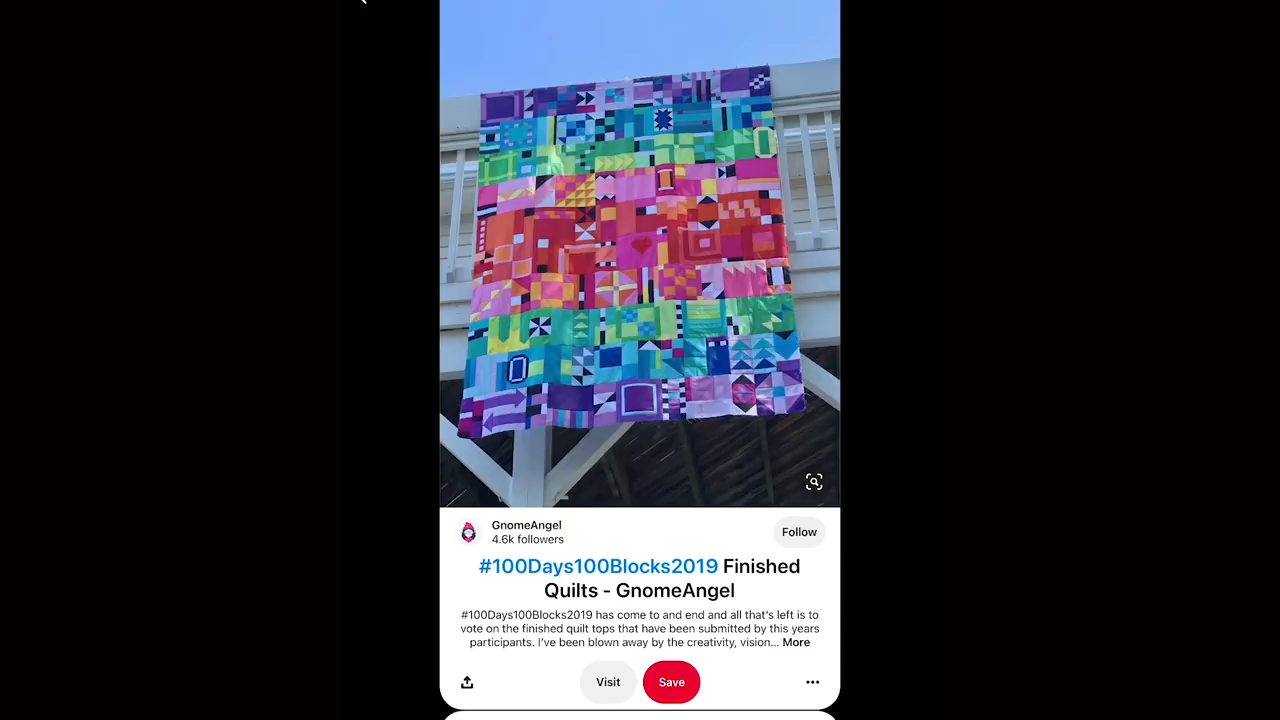 GnomeAngel
4.6k followers
Follow
#100Days100Blocks2019 Finished
Quilts - GnomeAngel
#100Days100Blocks2019 has come to and end and all that's left is to
vote on the finished quilt tops that have been submitted by this years
participants. I've been blown away by the creativity, vision... More
Visit
Save